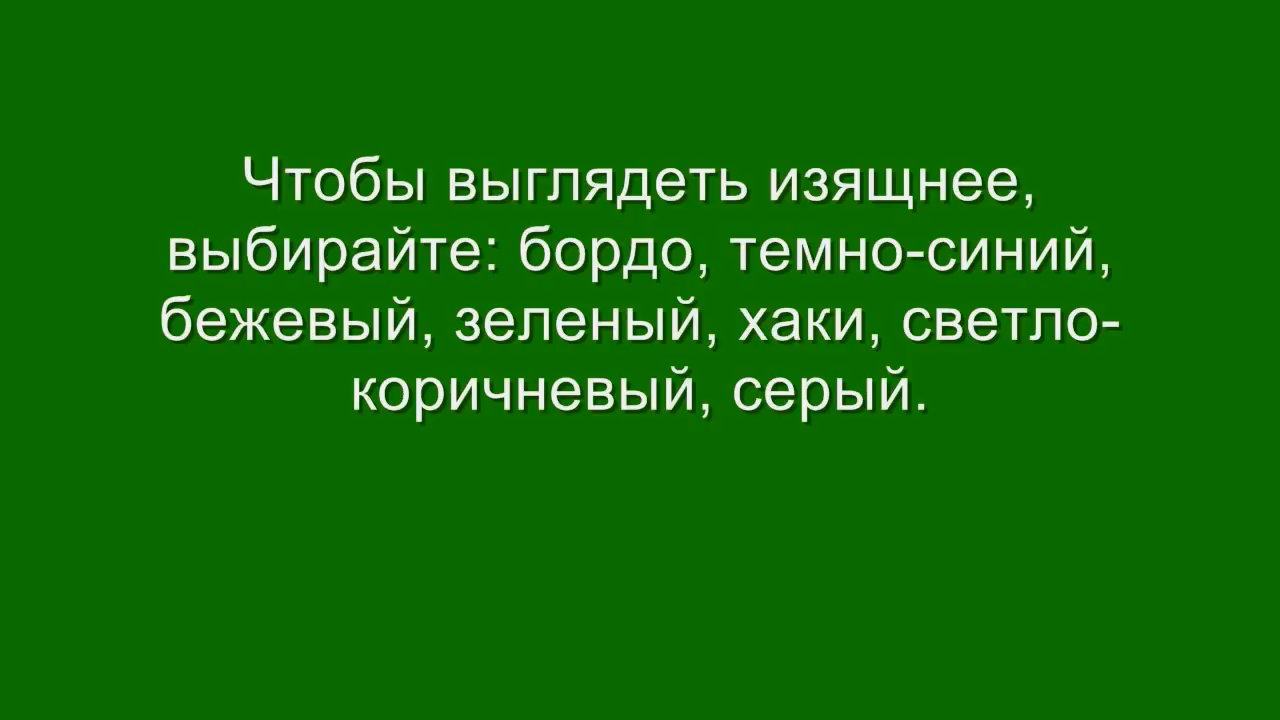 Чтобы выглядеть изящнее,
выбирайте: бордо, темно-синий,
бежевый, зеленый, хаки, светло-
коричневый, серый.